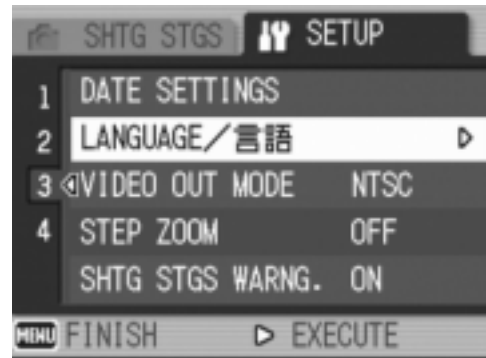 SHTG STGS SETUP
1 DATE SETTINGS
2 LANGUAGE/言語
3 VIDEO OUT MODE NTSC
4 STEP ZOOM OFF
SHTG STGS WARNG. ON
MENU FINISH EXECUTE